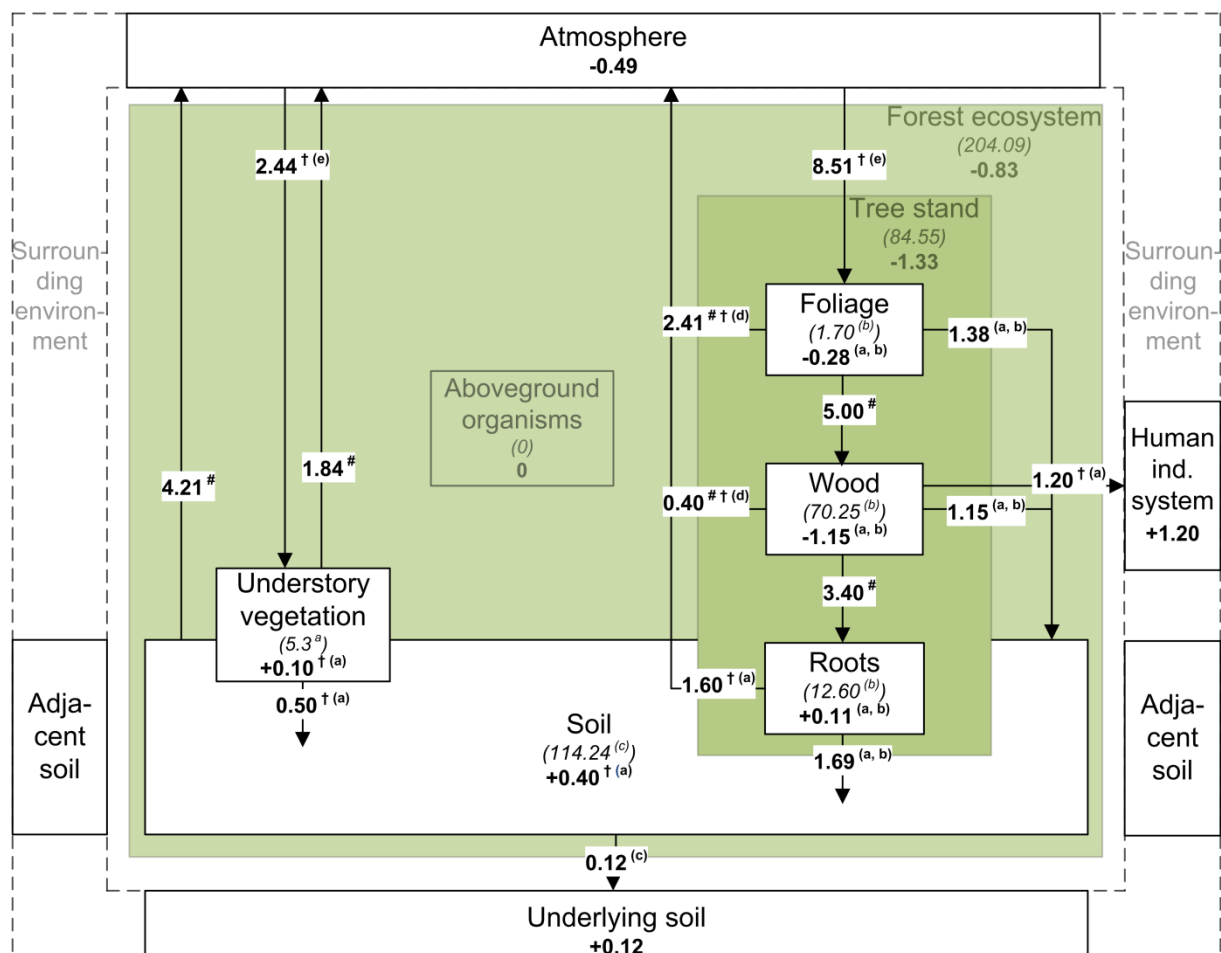 Atmosphere
-0.49
Forest ecosystem
(204.09)
-0.83
2.44 † (e)
8.51 † (e)
Tree stand
(84.55)
-1.33
Surroun-
ding
environ-
ment
Surroun-
ding
environ-
ment
Foliage
(1.70 (b))
-0.28 (a, b)
2.41 # † (d)
1.38 (a, b)
Aboveground
organisms
(0)
0
5.00 #
4.21 #
1.84 #
Wood
(70.25 (b))
-1.15 (a, b)
0.40 # † (d)
1.20 † (a)
1.15 (a, b)
Human
ind.
system
+1.20
3.40 #
Understory
vegetation
(5.3 a)
+0.10 † (a)
0.50 † (a)
Roots
(12.60 (b))
+0.11 (a, b)
1.60 † (a)
1.69 (a, b)
Adja-
cent
soil
Soil
(114.24 (c))
+0.40 † (a)
Adja-
cent
soil
0.12 (c)
Underlying soil
+0.12